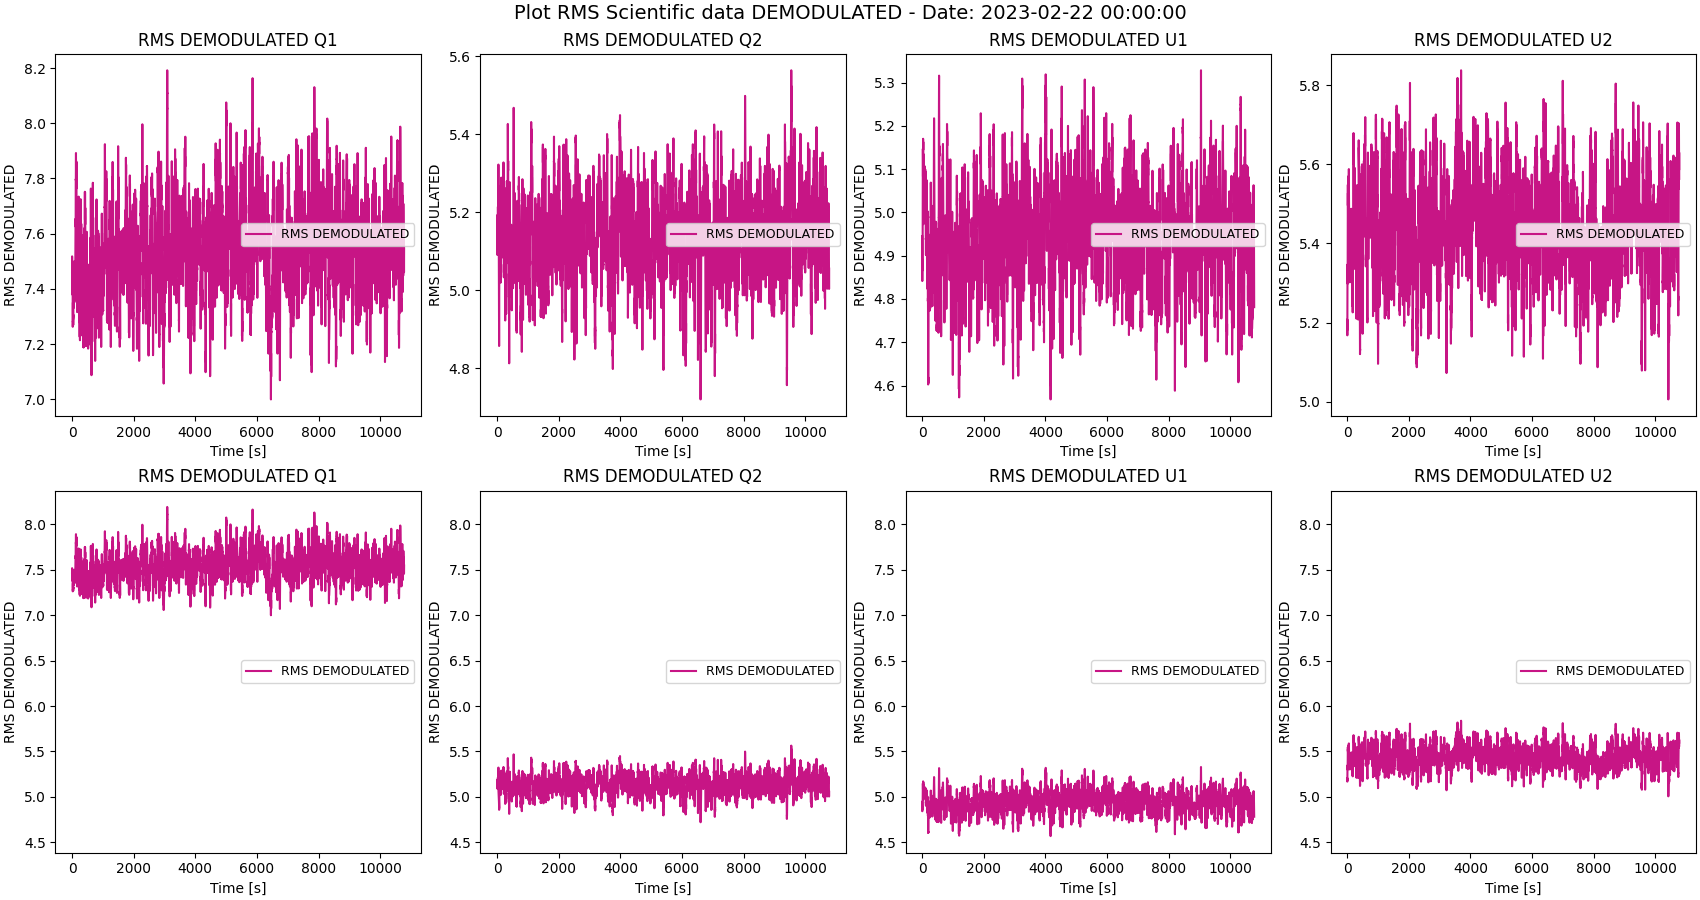 Plot RMS Scientific data DEMODULATED - Date: 2023-02-22 00:00:00
RMS DEMODULATED Q1
RMS DEMODULATED
8.2
8.0
7.8
7.6
7.4
7.2
7.0
RMS DEMODULATED
0 2000 4000 6000 8000 10000
Time [s]
RMS DEMODULATED Q2
RMS DEMODULATED
5.6
5.4
5.2
5.0
4.8
RMS DEMODULATED
0 2000 4000 6000 8000 10000
Time [s]
RMS DEMODULATED U1
RMS DEMODULATED
5.3
5.2
5.1
5.0
4.9
4.8
4.7
4.6
RMS DEMODULATED
0 2000 4000 6000 8000 10000
Time [s]
RMS DEMODULATED U2
RMS DEMODULATED
5.8
5.6
5.4
5.2
5.0
RMS DEMODULATED
0 2000 4000 6000 8000 10000
Time [s]
RMS DEMODULATED Q1
RMS DEMODULATED
8.0
7.5
7.0
6.5
6.0
5.5
5.0
4.5
RMS DEMODULATED
0 2000 4000 6000 8000 10000
Time [s]
RMS DEMODULATED Q2
RMS DEMODULATED
8.0
7.5
7.0
6.5
6.0
5.5
5.0
4.5
RMS DEMODULATED
0 2000 4000 6000 8000 10000
Time [s]
RMS DEMODULATED U1
RMS DEMODULATED
8.0
7.5
7.0
6.5
6.0
5.5
5.0
4.5
RMS DEMODULATED
0 2000 4000 6000 8000 10000
Time [s]
RMS DEMODULATED U2
RMS DEMODULATED
8.0
7.5
7.0
6.5
6.0
5.5
5.0
4.5
RMS DEMODULATED
0 2000 4000 6000 8000 10000
Time [s]